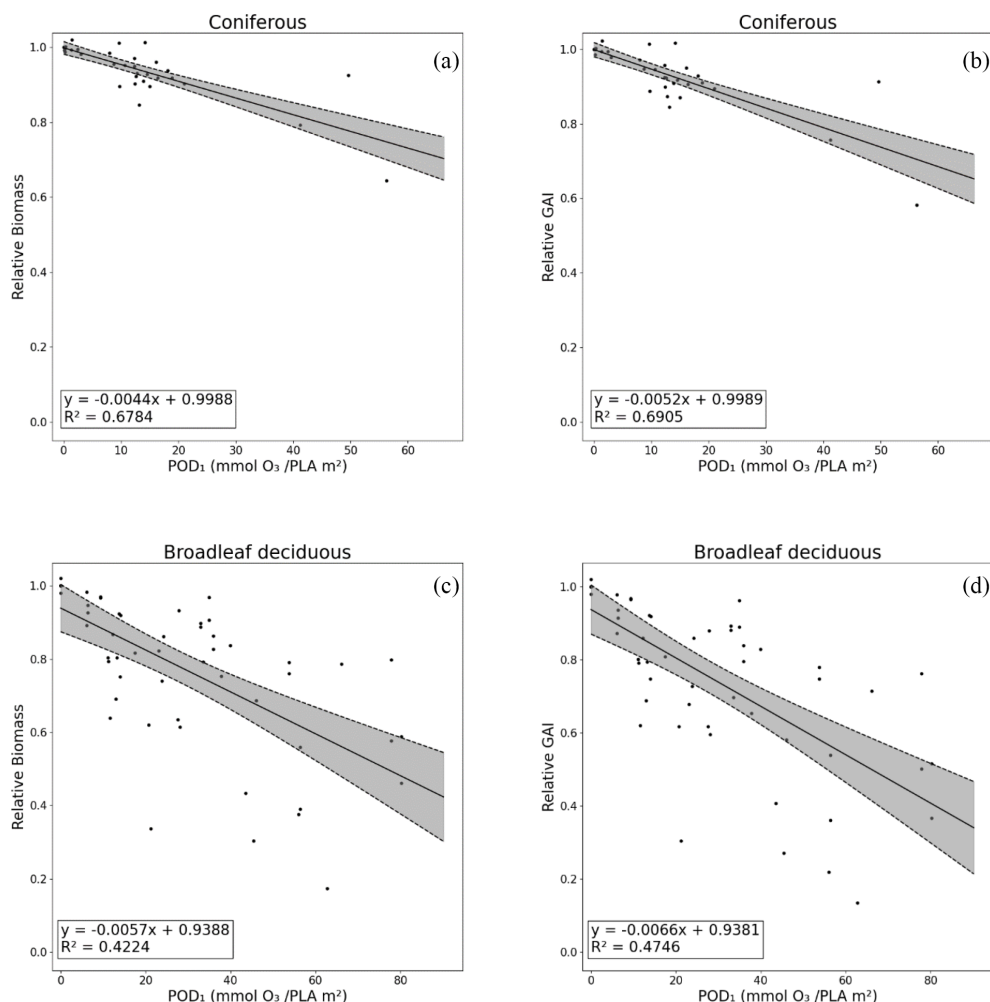 Coniferous
(a)
Relative Biomass
1.0
0.8
0.6
0.4
0.2
0.0
y = -0.0044x + 0.9988
R² = 0.6784
0 10 20 30 40 50 60
POD₁ (mmol O₃ /PLA m²)
Coniferous
(b)
Relative GAI
1.0
0.8
0.6
0.4
0.2
0.0
y = -0.0052x + 0.9989
R² = 0.6905
0 10 20 30 40 50 60
POD₁ (mmol O₃ /PLA m²)
Broadleaf deciduous
(c)
Relative Biomass
1.0
0.8
0.6
0.4
0.2
0.0
y = -0.0057x + 0.9388
R² = 0.4224
0 20 40 60 80
POD₁ (mmol O₃ /PLA m²)
Broadleaf deciduous
(d)
Relative GAI
1.0
0.8
0.6
0.4
0.2
0.0
y = -0.0066x + 0.9381
R² = 0.4746
0 20 40 60 80
POD₁ (mmol O₃ /PLA m²)